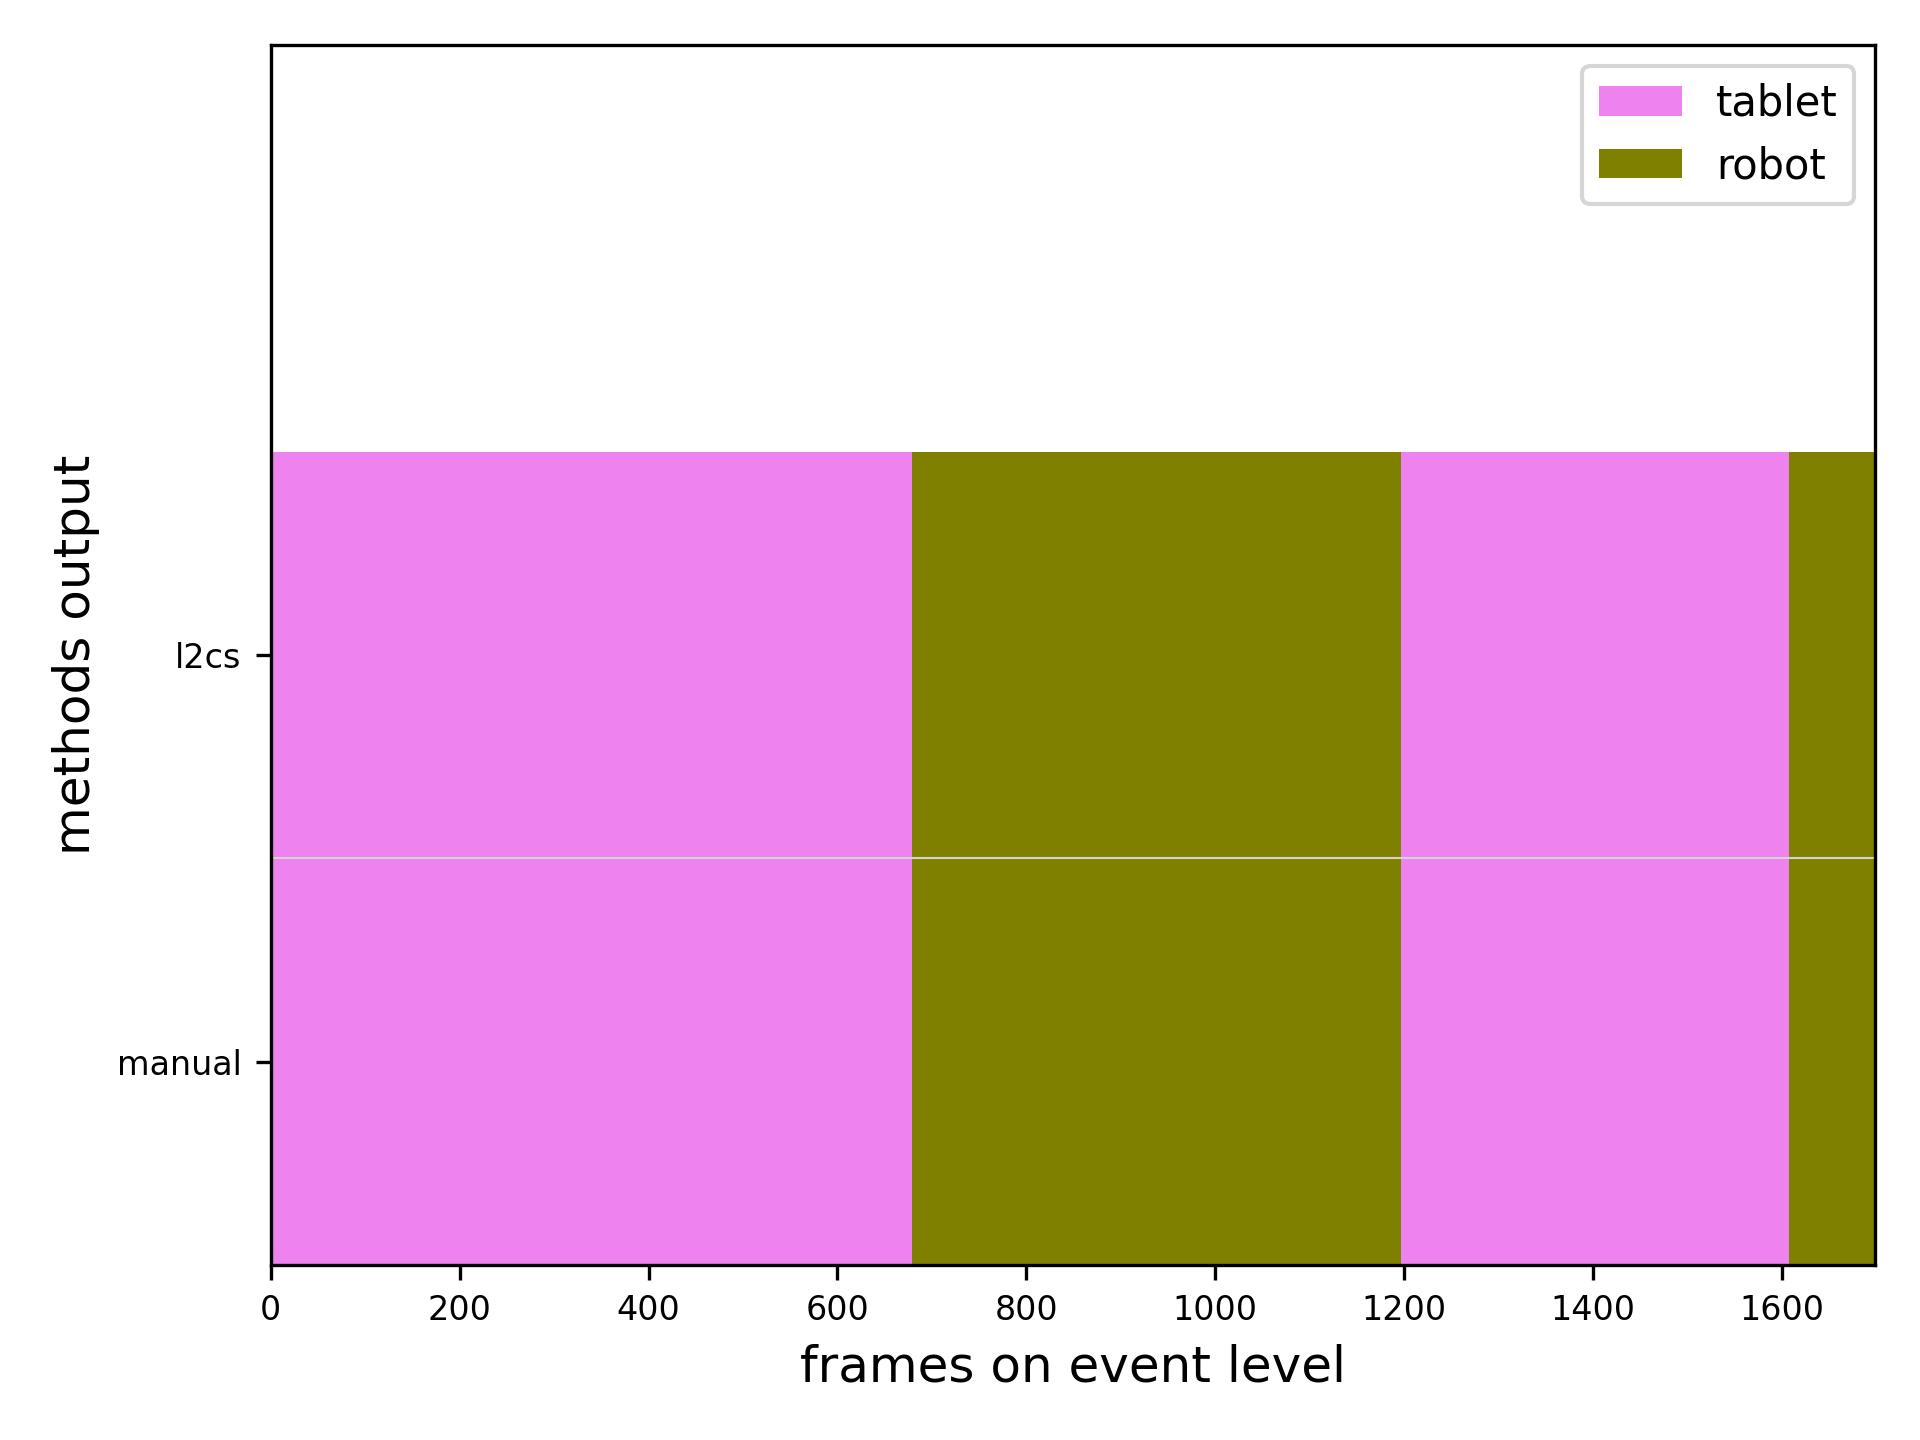 tablet
robot
methods output
l2cs
manual
0 200 400 600 800 1000 1200 1400 1600
frames on event level